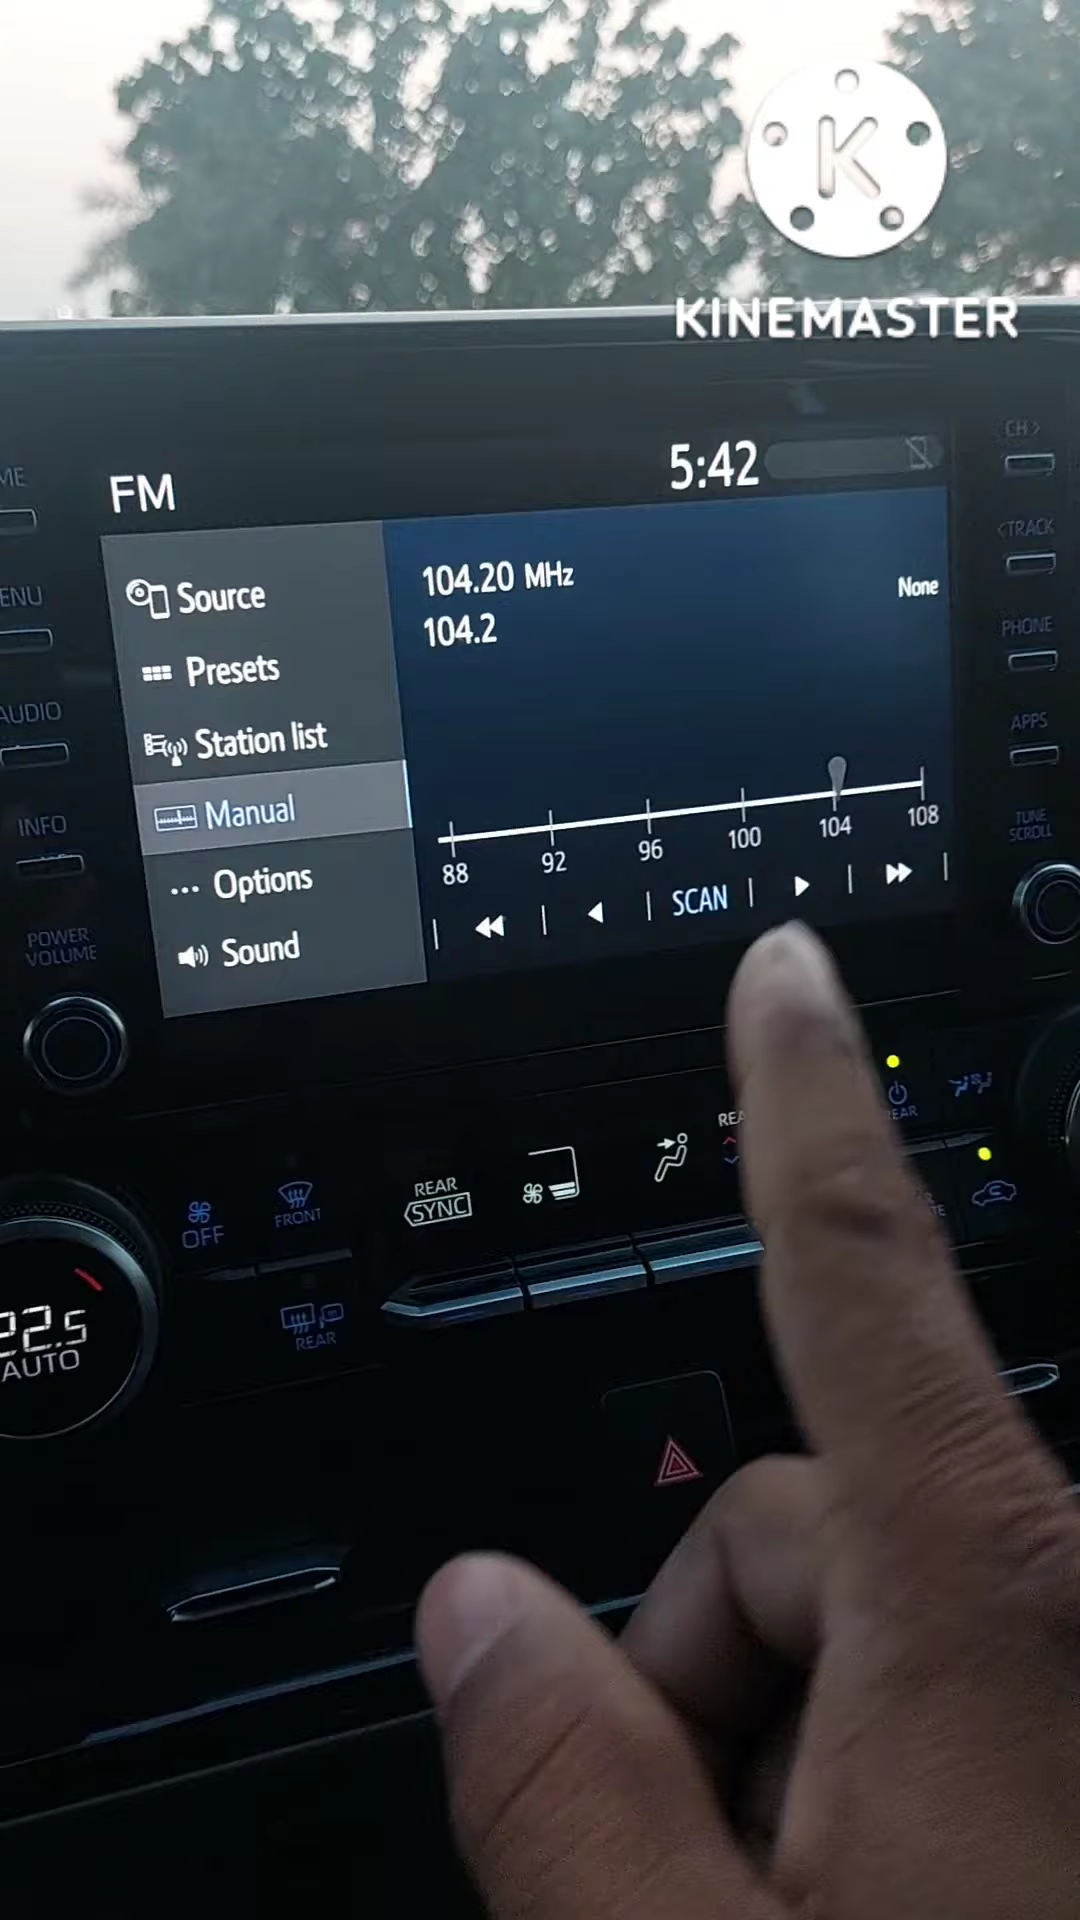 K
KINEMASTER
CH >
ME
5:42
FM
<TRACK
Source
104.20 MHz
None
ENU
104.2
PHONE
Presets
AUDIO
Station list
APPS
Manual
INFO
88 92 96 100 104 108
TUNE
SCROLL
Options
SCAN
POWER
VOLUME
Sound
REAR
REAR
SYNC
FRONT
OFF
REAR
22.5
AUTO